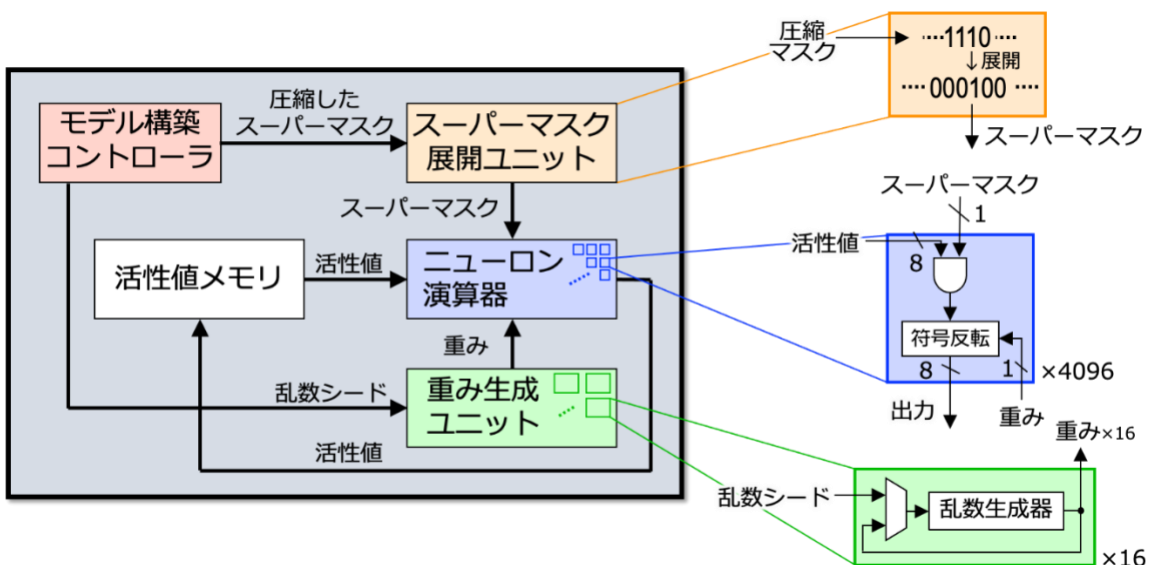 モデル構築
コントローラ
圧縮した
スーパーマスク
スーパーマスク
展開ユニット
スーパーマスク
活性値メモリ
活性値
ニューロン
演算器
重み
乱数シード
重み生成
ユニット
活性値
圧縮
マスク
····1110····
↓展開
····000100 ····
スーパーマスク
スーパーマスク
1
活性値
8
符号反転
8
1
×4096
出力
重み
重み×16
乱数シード
乱数生成器
×16